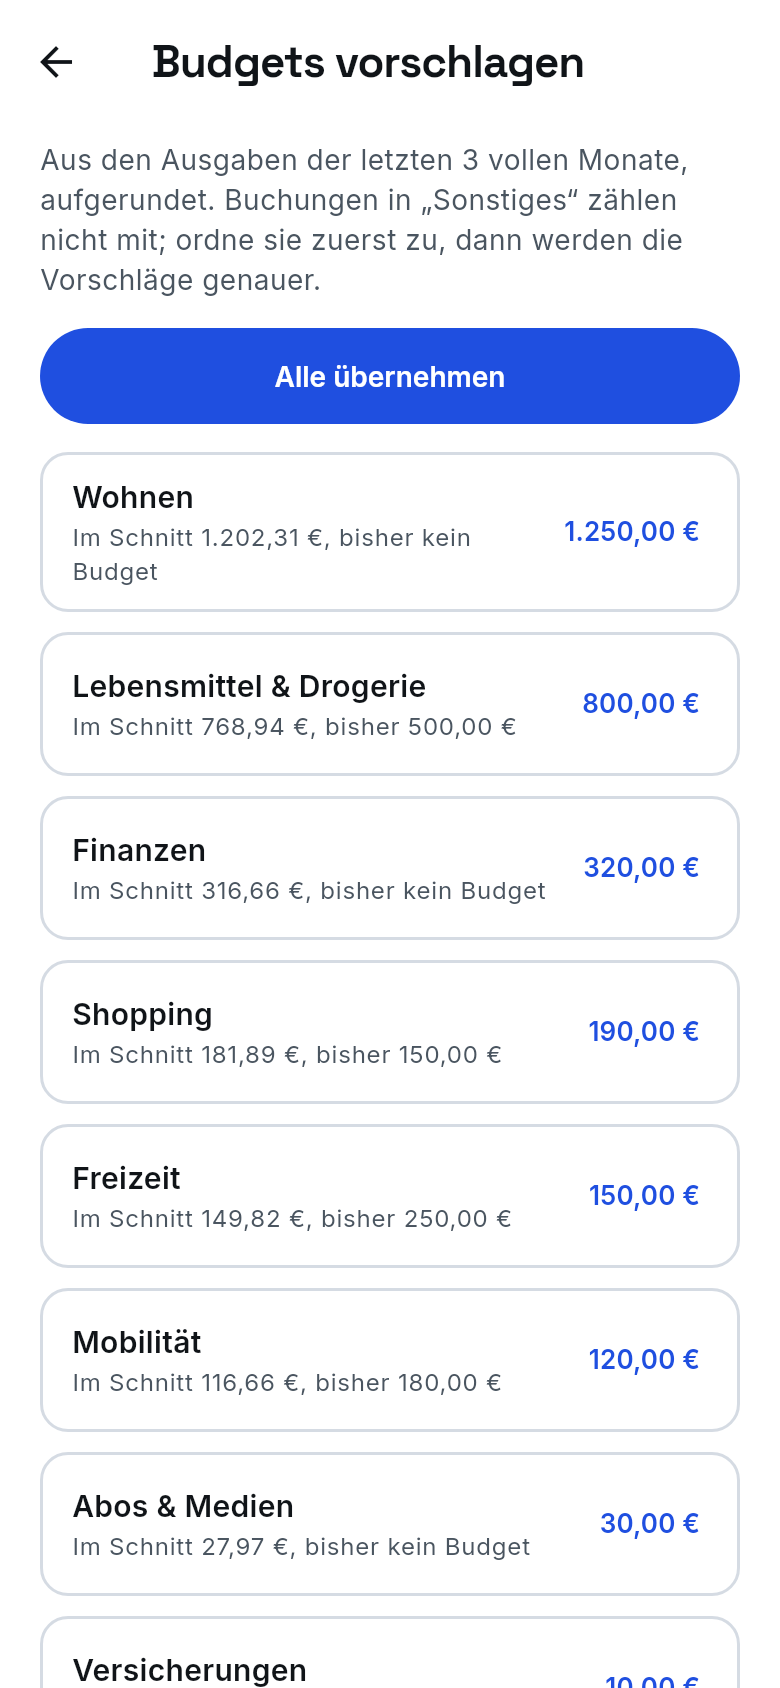 Budgets vorschlagen
Aus den Ausgaben der letzten 3 vollen Monate,
aufgerundet. Buchungen in „Sonstiges“ zählen
nicht mit; ordne sie zuerst zu, dann werden die
Vorschläge genauer.
Alle übernehmen
Wohnen
Im Schnitt 1.202,31 €, bisher kein
Budget
1.250,00 €
Lebensmittel & Drogerie
Im Schnitt 768,94 €, bisher 500,00 €
800,00 €
Finanzen
Im Schnitt 316,66 €, bisher kein Budget
320,00 €
Shopping
Im Schnitt 181,89 €, bisher 150,00 €
190,00 €
Freizeit
Im Schnitt 149,82 €, bisher 250,00 €
150,00 €
Mobilität
Im Schnitt 116,66 €, bisher 180,00 €
120,00 €
Abos & Medien
Im Schnitt 27,97 €, bisher kein Budget
30,00 €
Versicherungen
10,00 €